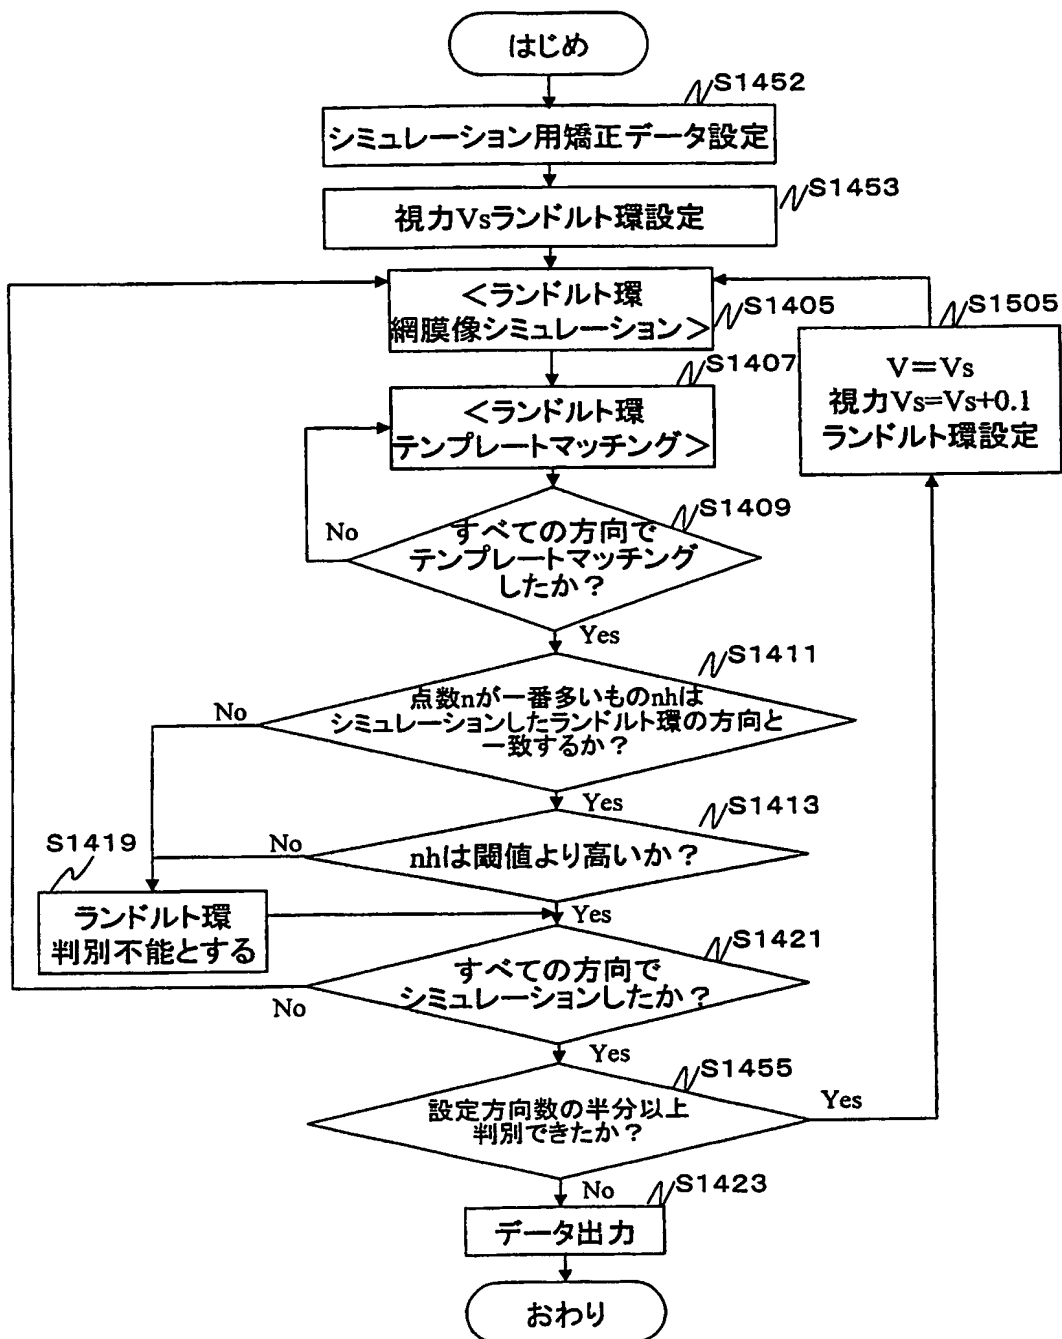 はじめ
S1452
シミュレーション用矯正データ設定
S1453
視力Vsランドルト環設定
＜ランドルト環
網膜像シミュレーション＞
S1405
S1505
V＝Vs
視力Vs=Vs+0.1
ランドルト環設定
S1407
＜ランドルト環
テンプレートマッチング＞
S1409
No
すべての方向で
テンプレートマッチング
したか？
Yes
S1411
No
点数nが一番多いものnhは
シミュレーションしたランドルト環の方向と
一致するか？
Yes
S1413
S1419
No
nhは閾値より高いか？
ランドルト環
判別不能とする
Yes
S1421
すべての方向で
シミュレーションしたか？
No
Yes
S1455
設定方向数の半分以上
判別できたか？
Yes
No
S1423
データ出力
おわり